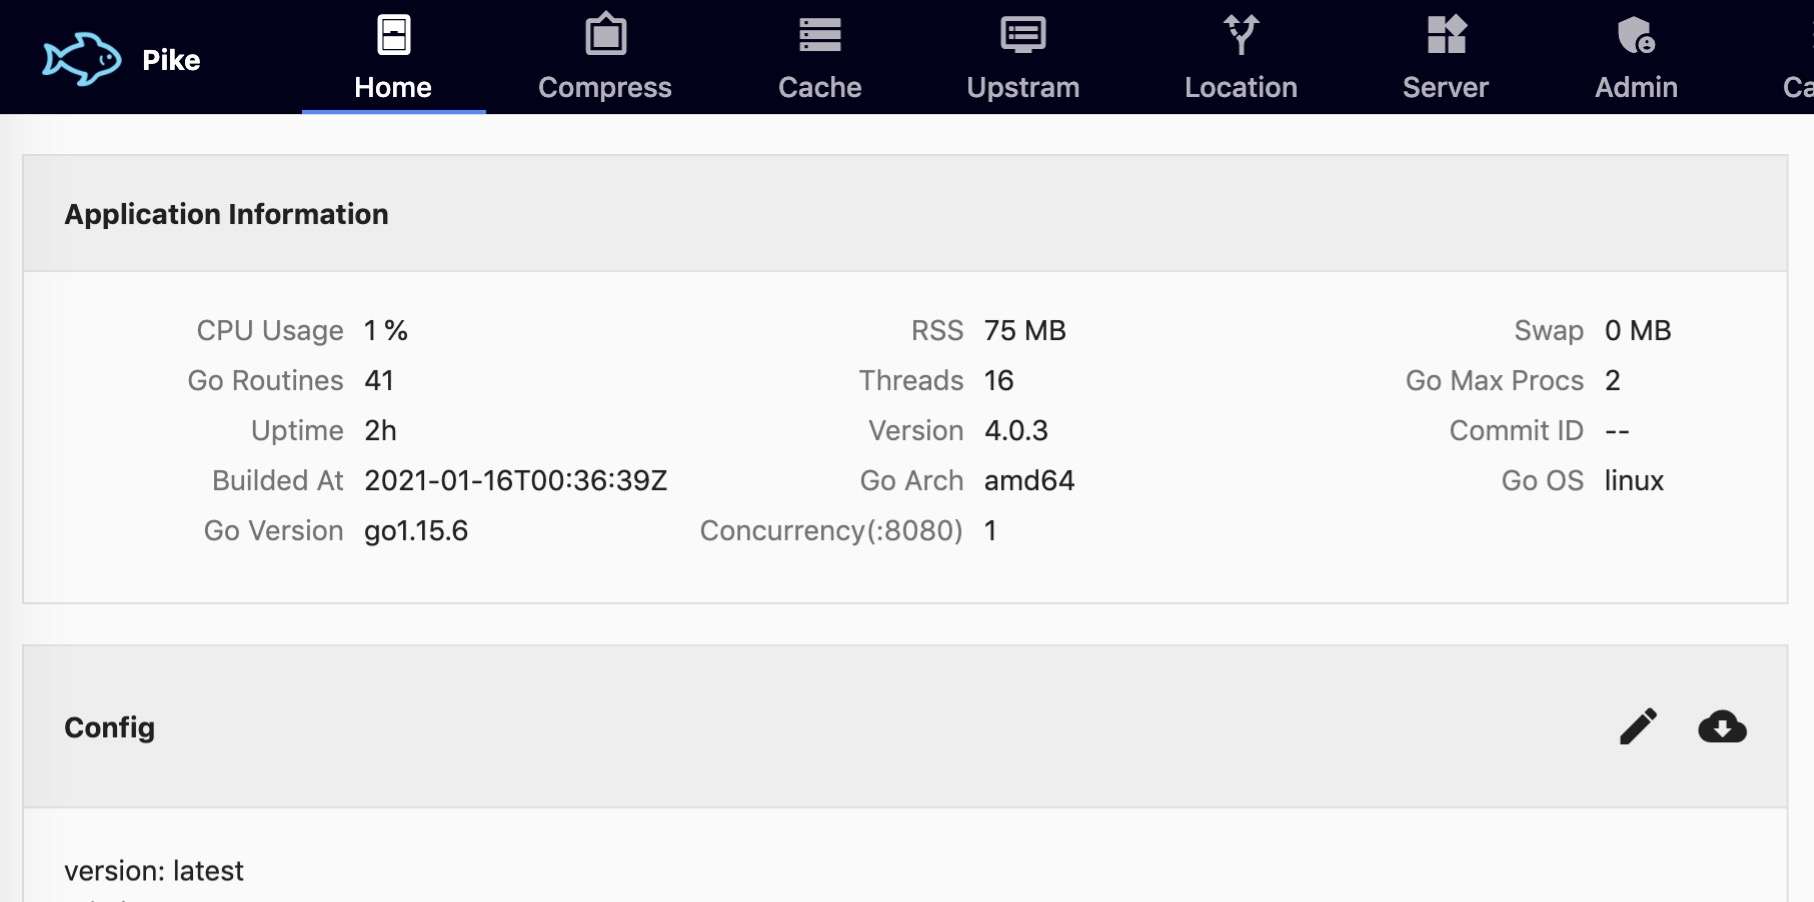 Pike
Home
Compress
Cache
Upstram
Location
Server
Admin
Application Information
CPU Usage 1 % RSS 75 MB Swap 0 MB
Go Routines 41 Threads 16 Go Max Procs 2
Uptime 2h Version 4.0.3 Commit ID --
Builded At 2021-01-16T00:36:39Z Go Arch amd64 Go OS linux
Go Version go1.15.6 Concurrency(:8080) 1
Config
version: latest